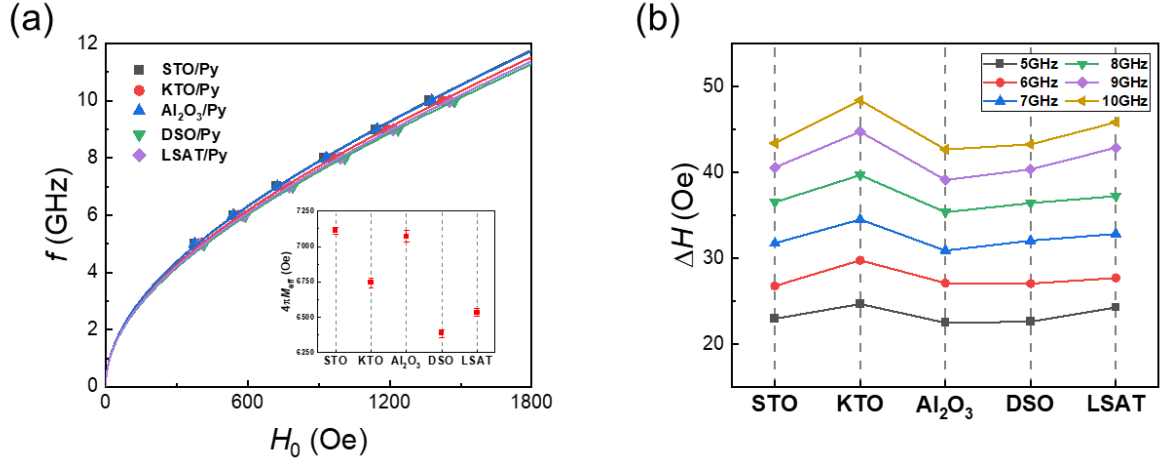 (a)
12
10
8
6
4
2
0
f (GHz)
STO/Py
KTO/Py
Al₂O₃/Py
DSO/Py
LSAT/Py
7250
7000
6750
6500
6250
4πMeff (Oe)
STO KTO Al₂O₃ DSO LSAT
0 600 1200 1800
H₀ (Oe)
(b)
50
40
30
20
ΔH (Oe)
5GHz 8GHz
6GHz 9GHz
7GHz 10GHz
STO KTO Al₂O₃ DSO LSAT